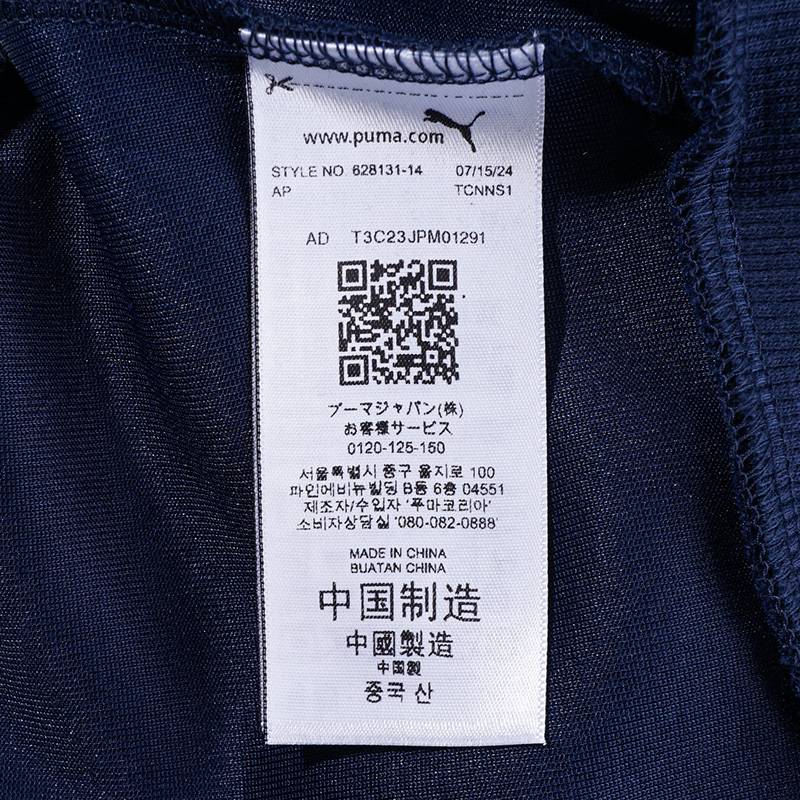 www.puma.com
STYLE NO. 628131-14 07/15/24
AP TCNNS1
AD T3C23JPM01291
プーマジャパン(株)
お客様サービス
0120-125-150
서울특별시 중구 을지로 100
파인에비뉴빌딩 B동 6층 04551
제조자/수입자 '푸마코리아'
소비자상담실 '080-082-0888'
MADE IN CHINA
BUATAN CHINA
中国制造
中國製造
中国製
중국 산